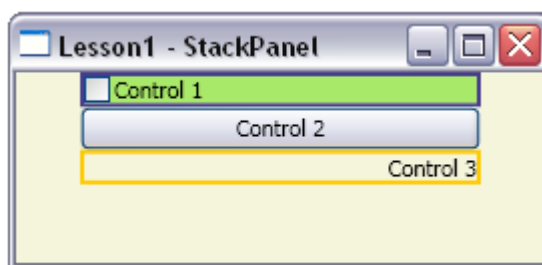 Lesson1 - StackPanel
Control 1
Control 2
Control 3